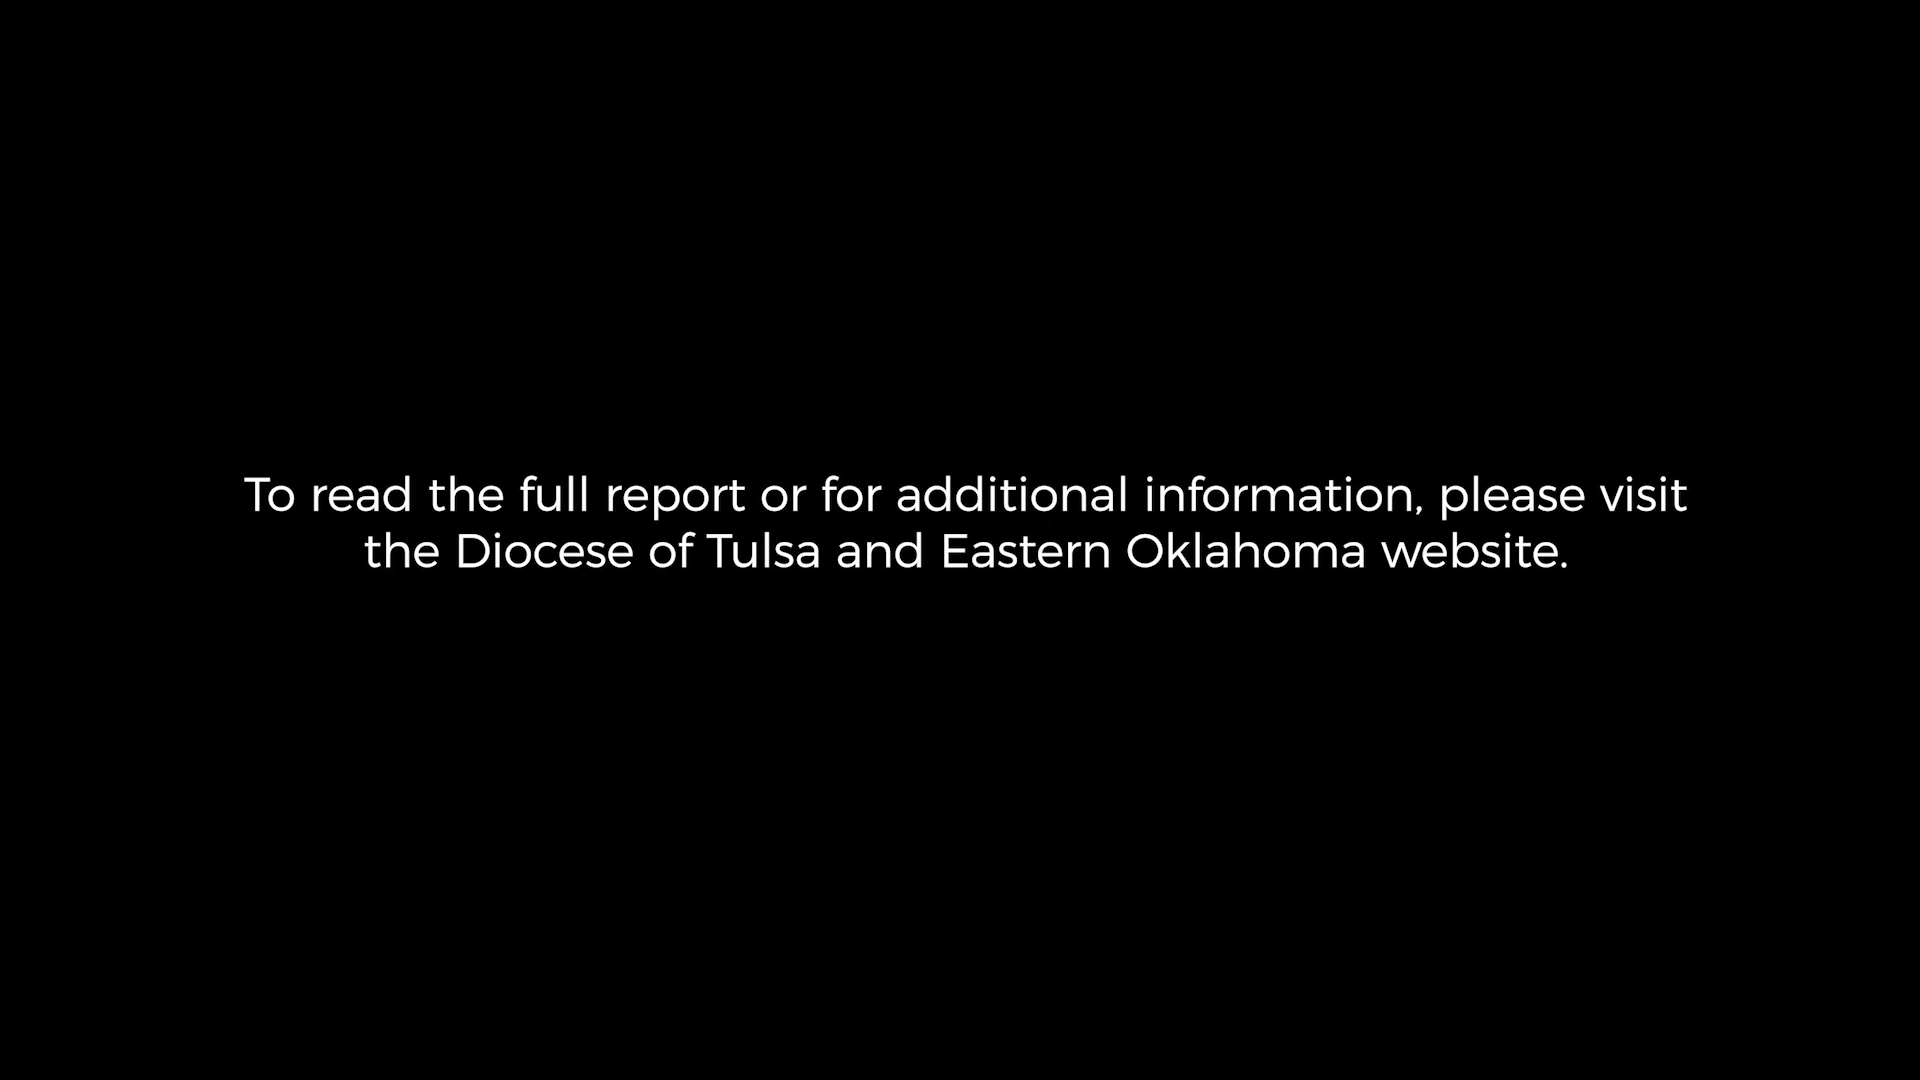 To read the full report or for additional information, please visit
the Diocese of Tulsa and Eastern Oklahoma website.